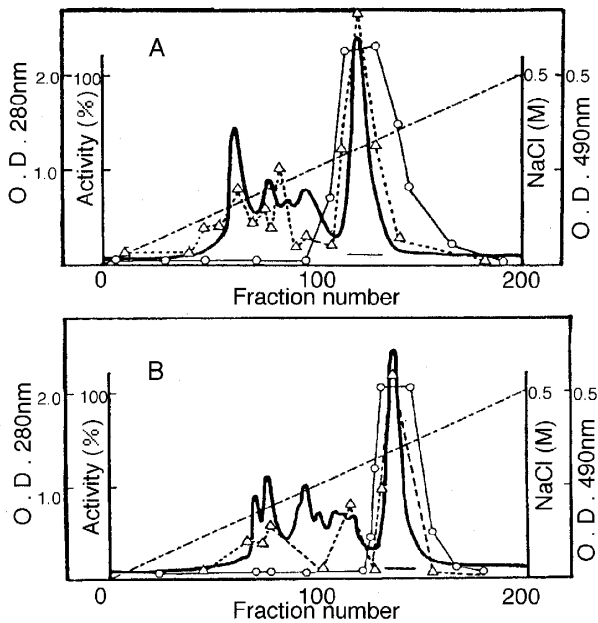 A
O . D . 280nm
2.0
1.0
Activity (%)
100
NaCl (M)
0.5
O . D . 490nm
0.5
0
100
200
Fraction number
B
O . D . 280nm
2.0
1.0
Activity (%)
100
NaCl (M)
0.5
O . D . 490nm
0.5
0
100
200
Fraction number